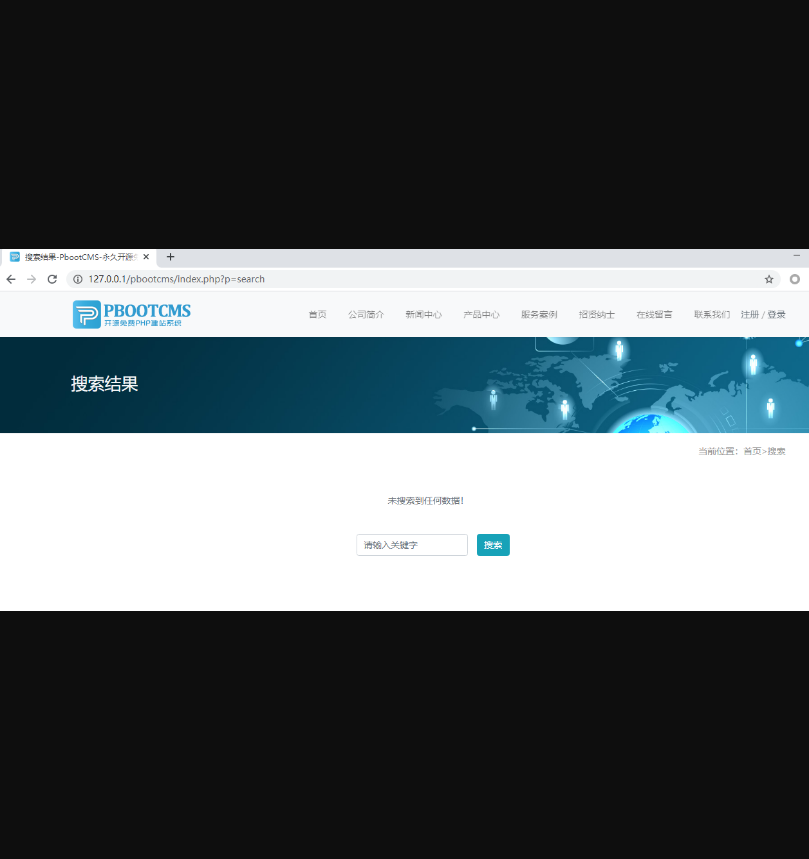 搜索结果-PbootCMS-永久开源免
127.0.0.1/pbootcms/index.php?p=search
PBOOTCMS
开源免费PHP建站系统
首页 公司简介 新闻中心 产品中心 服务案例 招贤纳士 在线留言 联系我们 注册 / 登录
搜索结果
当前位置：首页>搜索
未搜索到任何数据！
请输入关键字 搜索